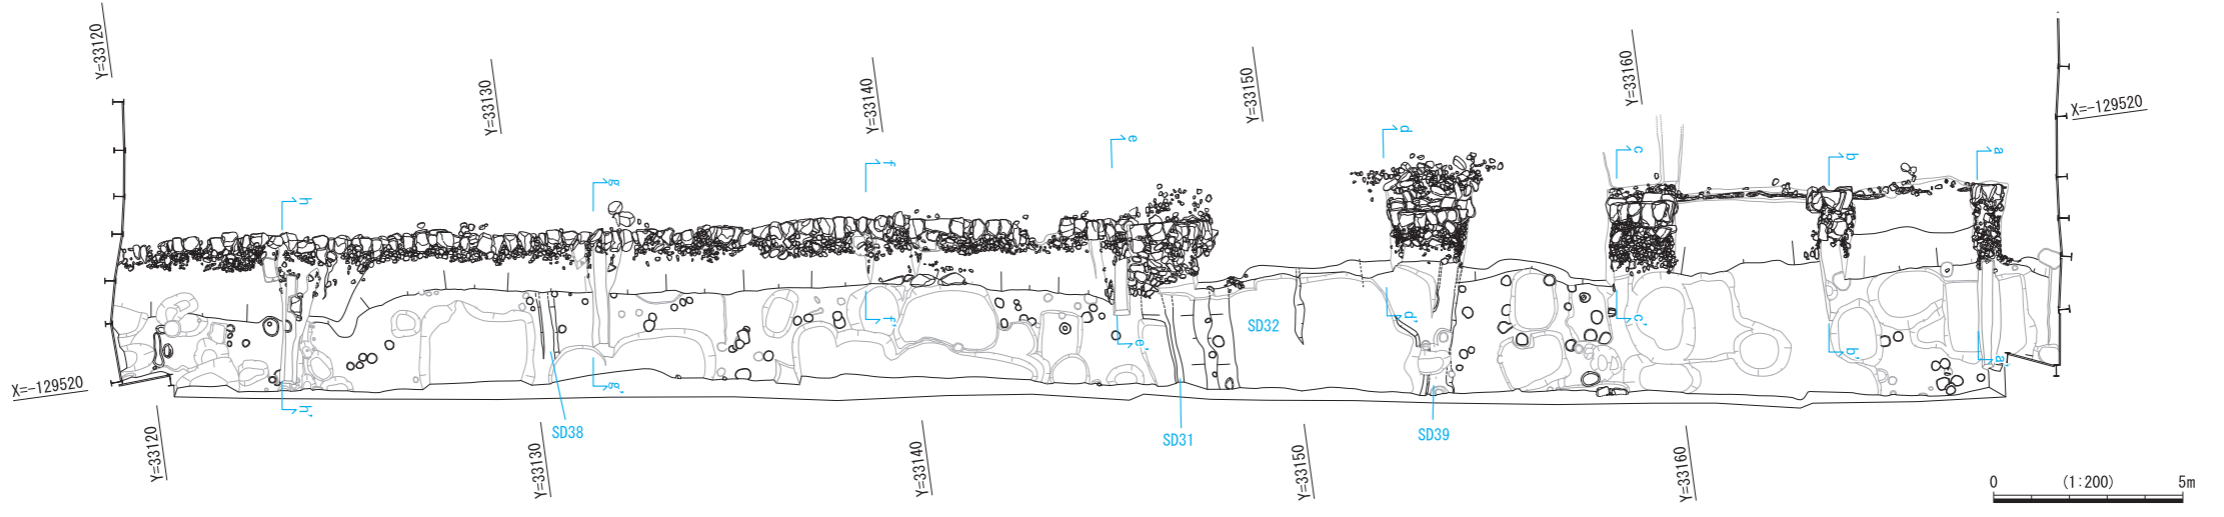 Y=33120
Y=33130
Y=33140
Y=33150
Y=33160
X=-129520
h
g
f
e
d
c
b
a
SD32
h'
g'
f'
e'
d'
c'
b'
a'
X=-129520
SD38
SD31
SD39
Y=33120
Y=33130
Y=33140
Y=33150
Y=33160
0 (1:200) 5m